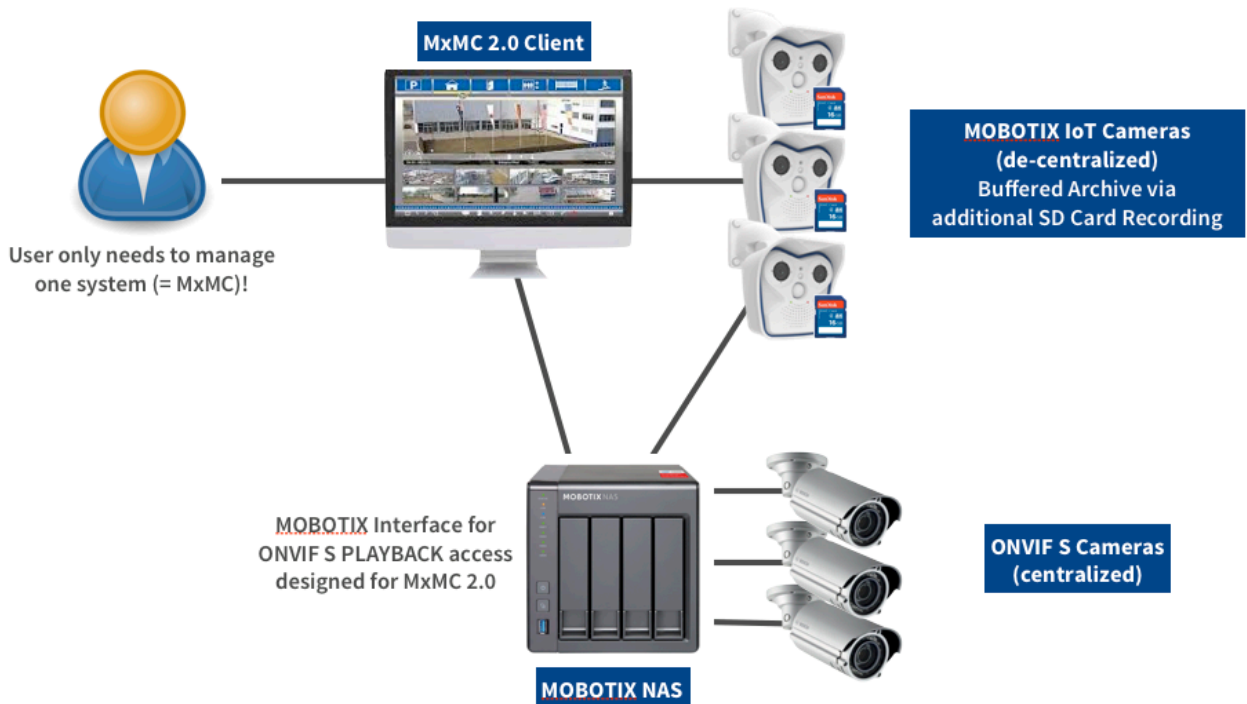 MxMC 2.0 Client
MOBOTIX IoT Cameras
(de-centralized)
Buffered Archive via
additional SD Card Recording
User only needs to manage
one system (= MxMC)!
MOBOTIX NAS
MOBOTIX Interface for
ONVIF S PLAYBACK access
designed for MxMC 2.0
ONVIF S Cameras
(centralized)
MOBOTIX NAS